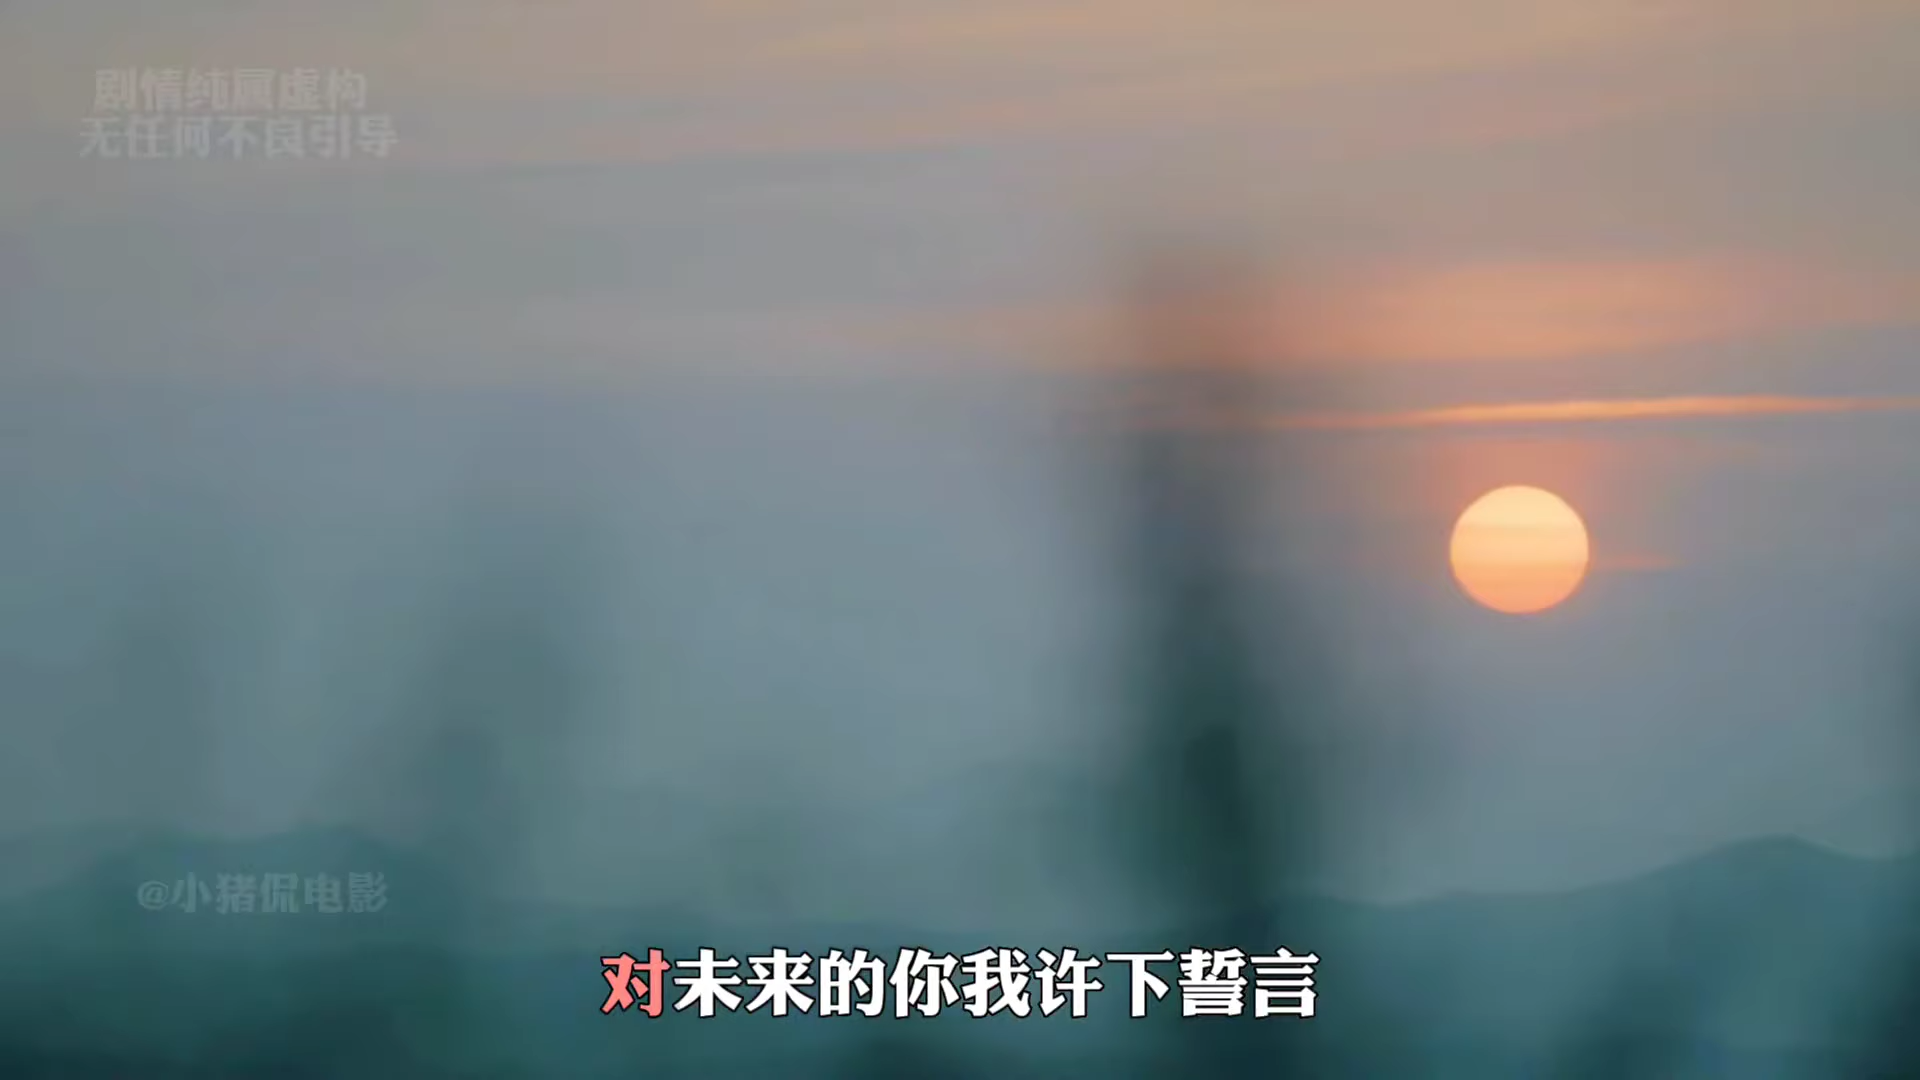 剧情纯属虚构
无任何不良引导
@小猪侃电影
对未来的你我许下誓言